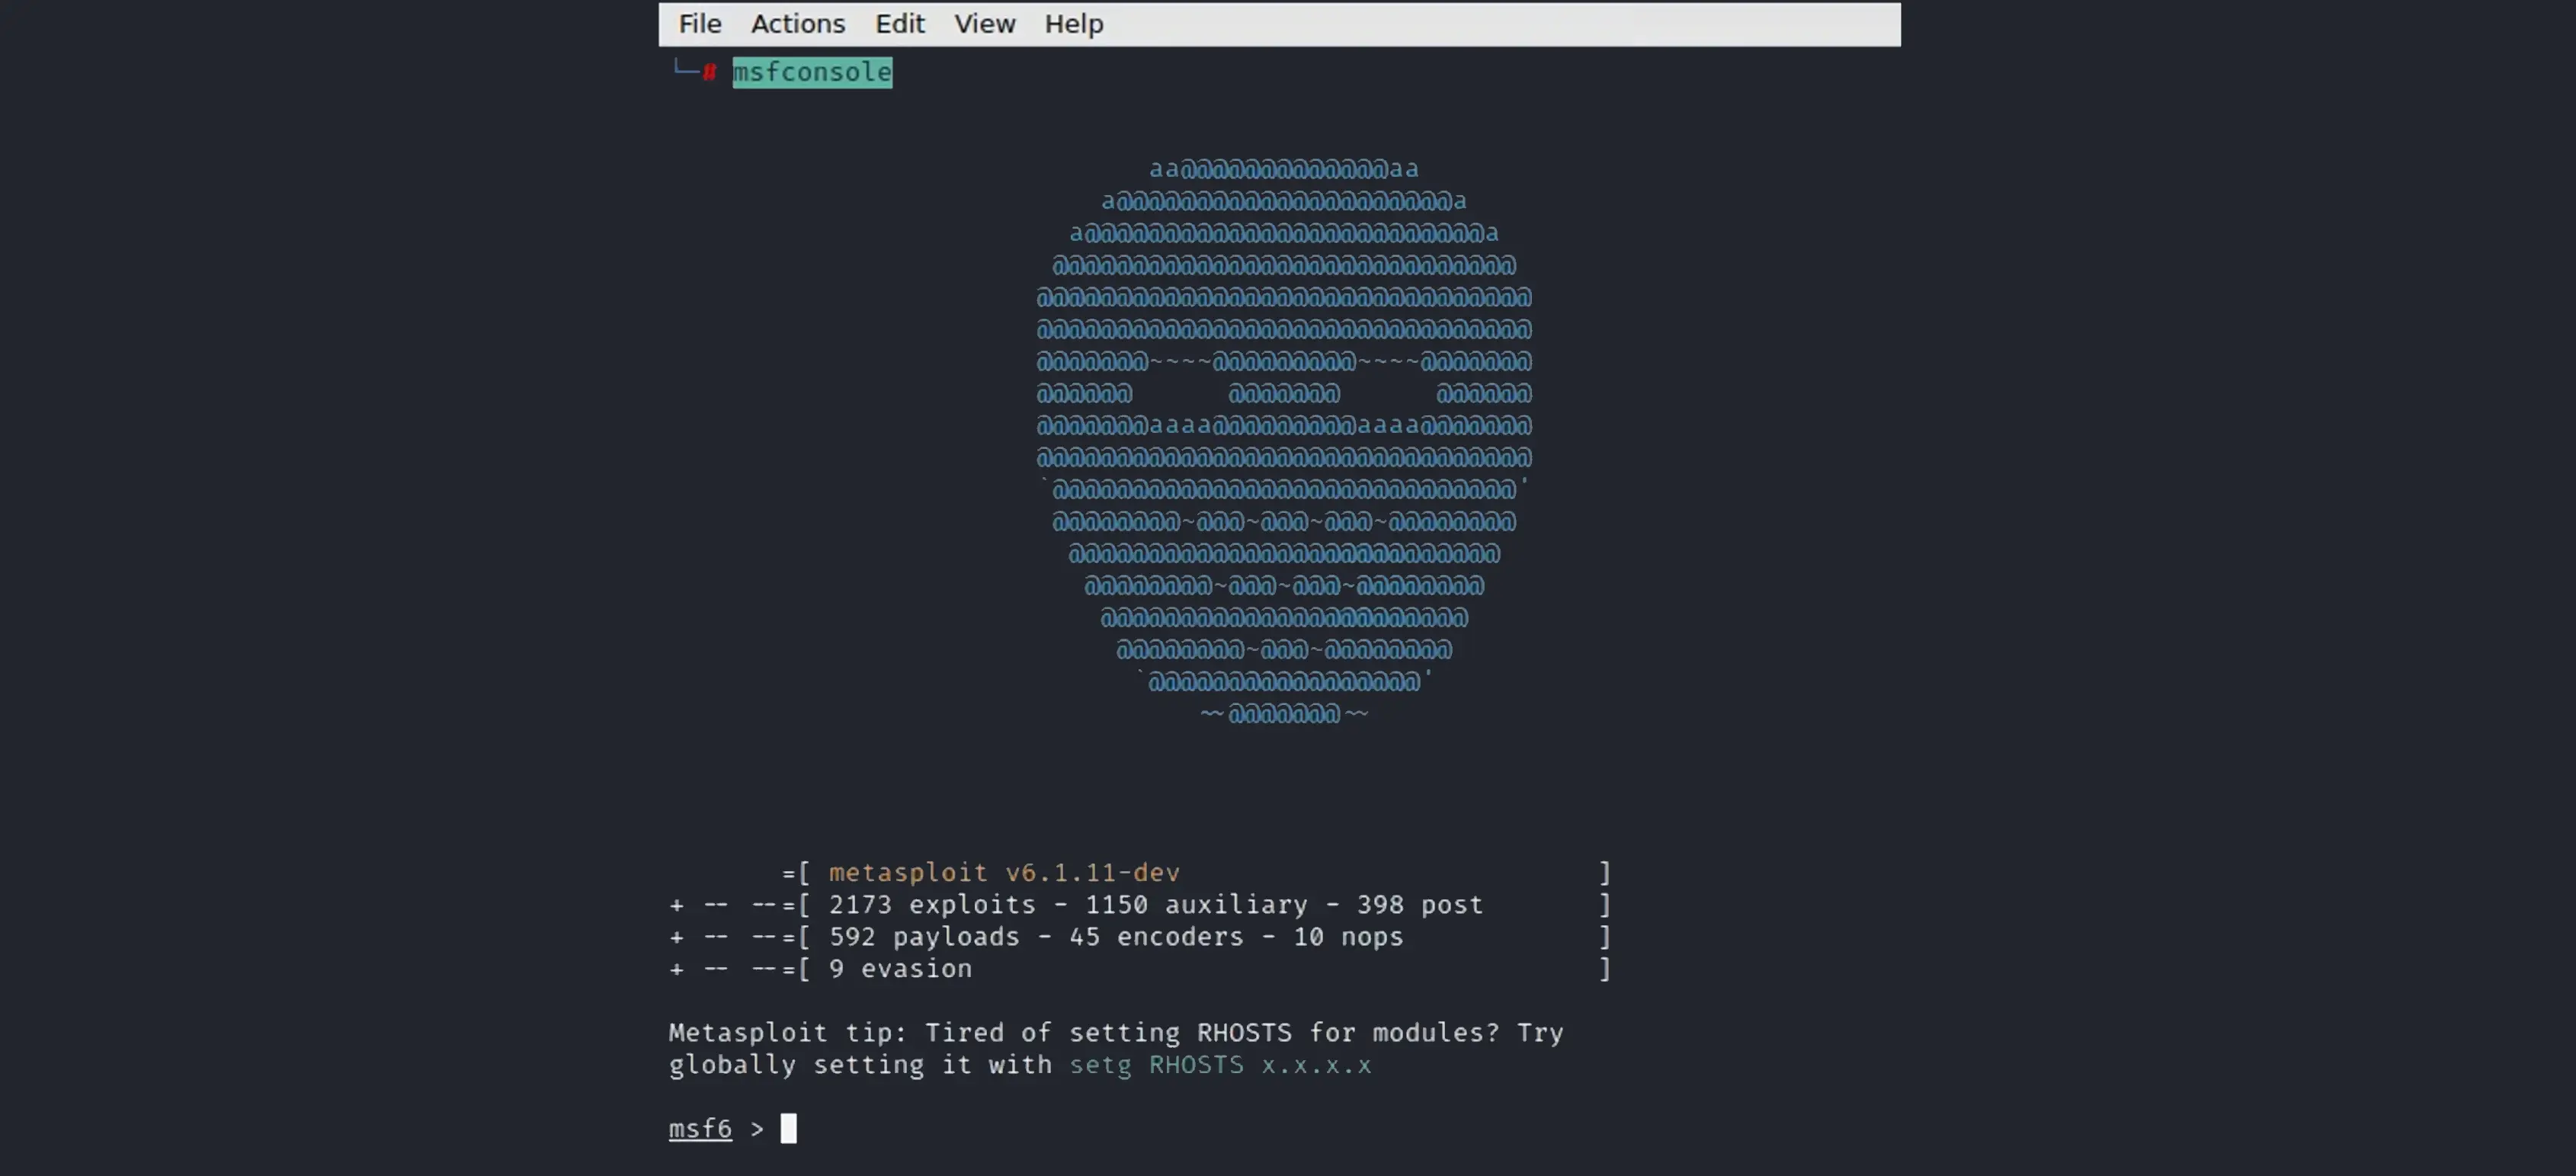 File Actions Edit View Help
└─# msfconsole
aa@@@@@@@@@@@@@aa
a@@@@@@@@@@@@@@@@@@@@@a
a@@@@@@@@@@@@@@@@@@@@@@@@@a
@@@@@@@@@@@@@@@@@@@@@@@@@@@@@
@@@@@@@@@@@@@@@@@@@@@@@@@@@@@@@
@@@@@@@@@@@@@@@@@@@@@@@@@@@@@@@
@@@@@@@~~~~@@@@@@@@@~~~~@@@@@@@
@@@@@@      @@@@@@@      @@@@@@
@@@@@@@aaaa@@@@@@@@@aaaa@@@@@@@
@@@@@@@@@@@@@@@@@@@@@@@@@@@@@@@
`@@@@@@@@@@@@@@@@@@@@@@@@@@@@@'
@@@@@@@@~@@@~@@@~@@@~@@@@@@@@
@@@@@@@@@@@@@@@@@@@@@@@@@@@
@@@@@@@@~@@@~@@@~@@@@@@@@
@@@@@@@@@@@@@@@@@@@@@@@
@@@@@@@@~@@@~@@@@@@@@
`@@@@@@@@@@@@@@@@@'
~~@@@@@@@~~
=[ metasploit v6.1.11-dev ]
+ -- --=[ 2173 exploits - 1150 auxiliary - 398 post ]
+ -- --=[ 592 payloads - 45 encoders - 10 nops ]
+ -- --=[ 9 evasion ]
Metasploit tip: Tired of setting RHOSTS for modules? Try
globally setting it with setg RHOSTS x.x.x.x
msf6 >